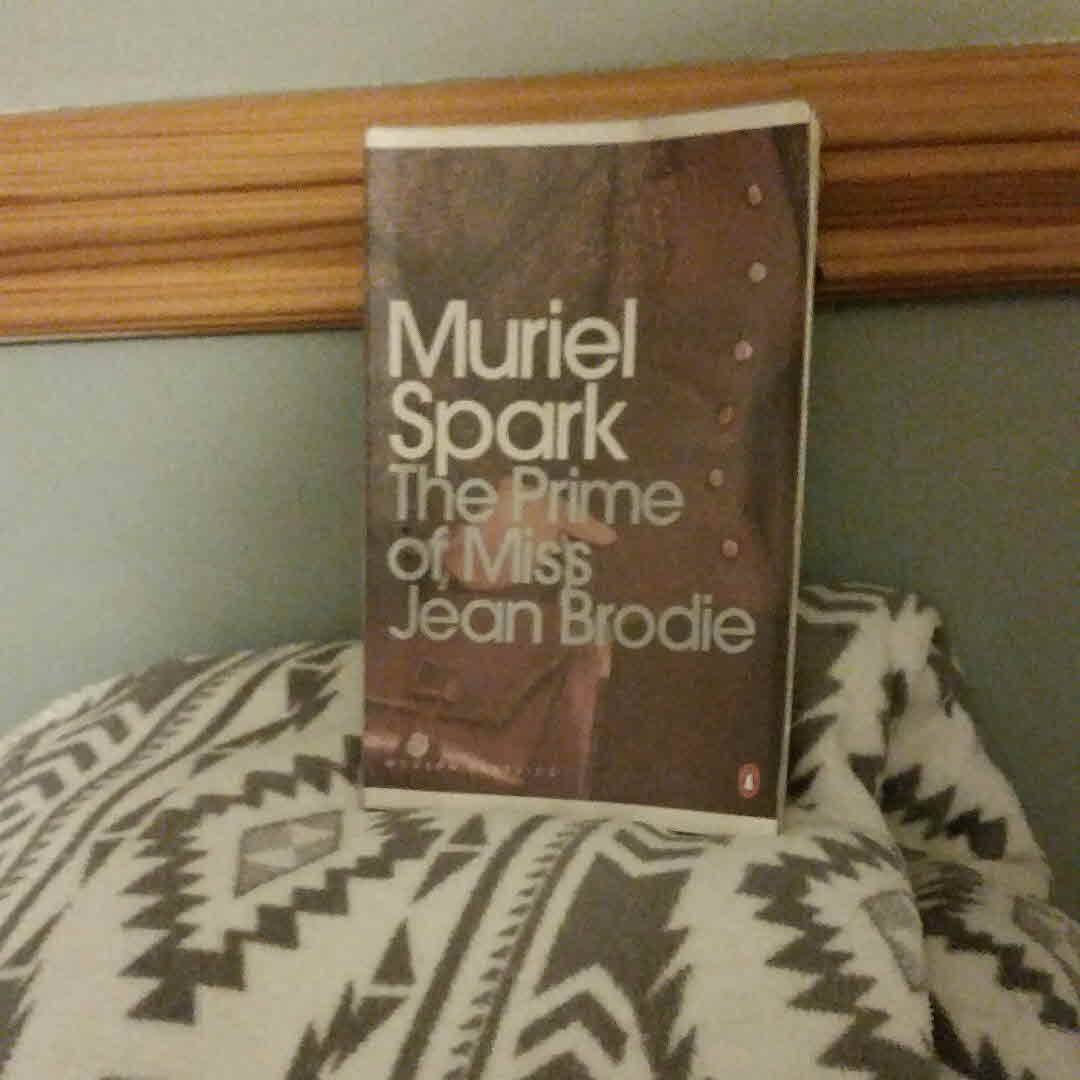 Muriel
Spark
The Prime
of Miss
Jean Brodie